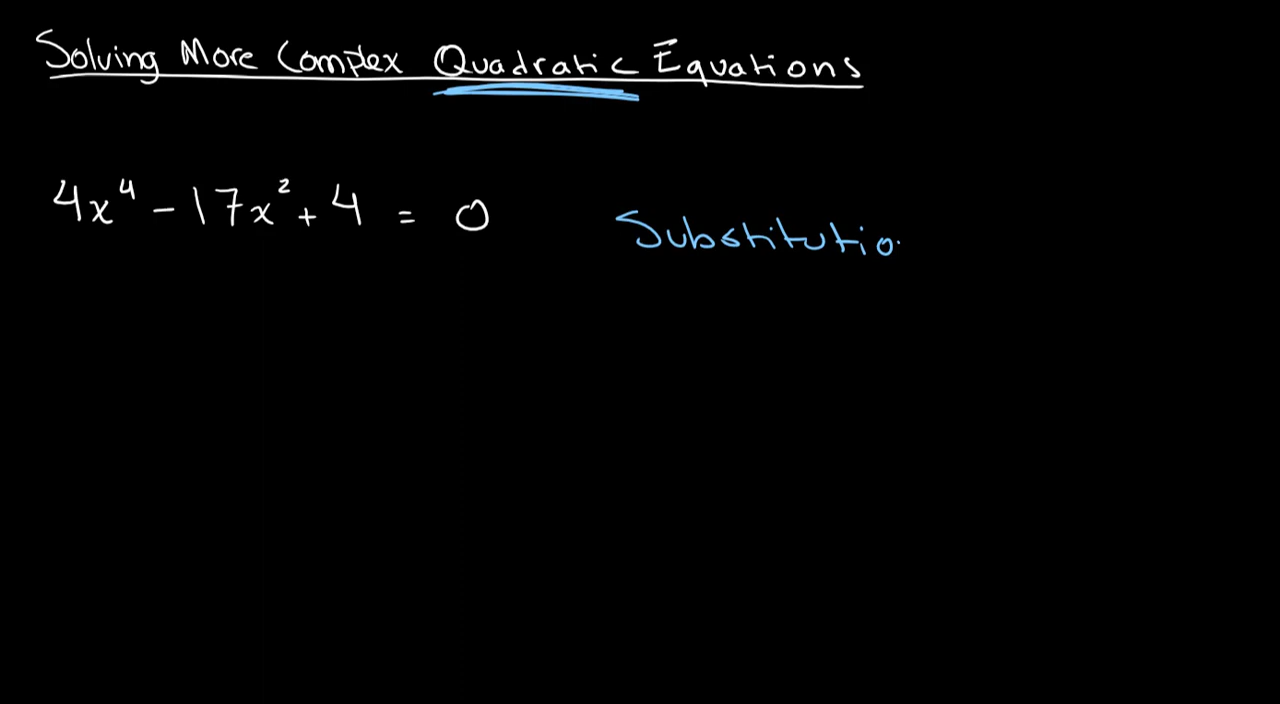 Solving More Complex Quadratic Equations
4x⁴ - 17x² + 4 = 0
Substitutio